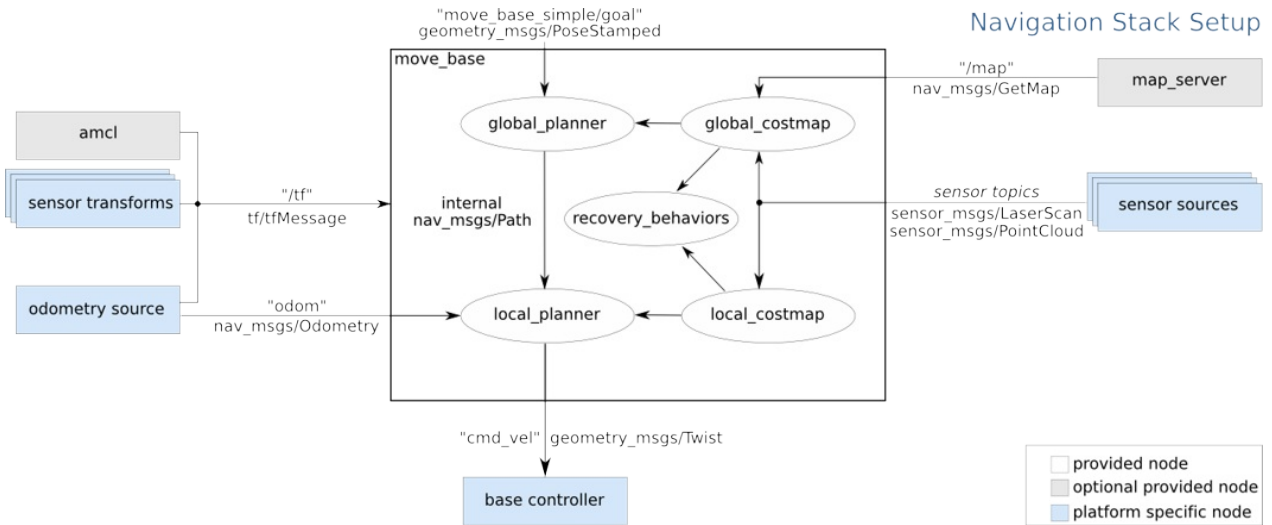 Navigation Stack Setup
"move_base_simple/goal"
geometry_msgs/PoseStamped
move_base
"/map"
nav_msgs/GetMap
map_server
amcl
global_planner
global_costmap
sensor transforms
"/tf"
tf/tfMessage
internal
nav_msgs/Path
recovery_behaviors
sensor topics
sensor_msgs/LaserScan
sensor_msgs/PointCloud
sensor sources
odometry source
"odom"
nav_msgs/Odometry
local_planner
local_costmap
"cmd_vel" geometry_msgs/Twist
base controller
provided node
optional provided node
platform specific node